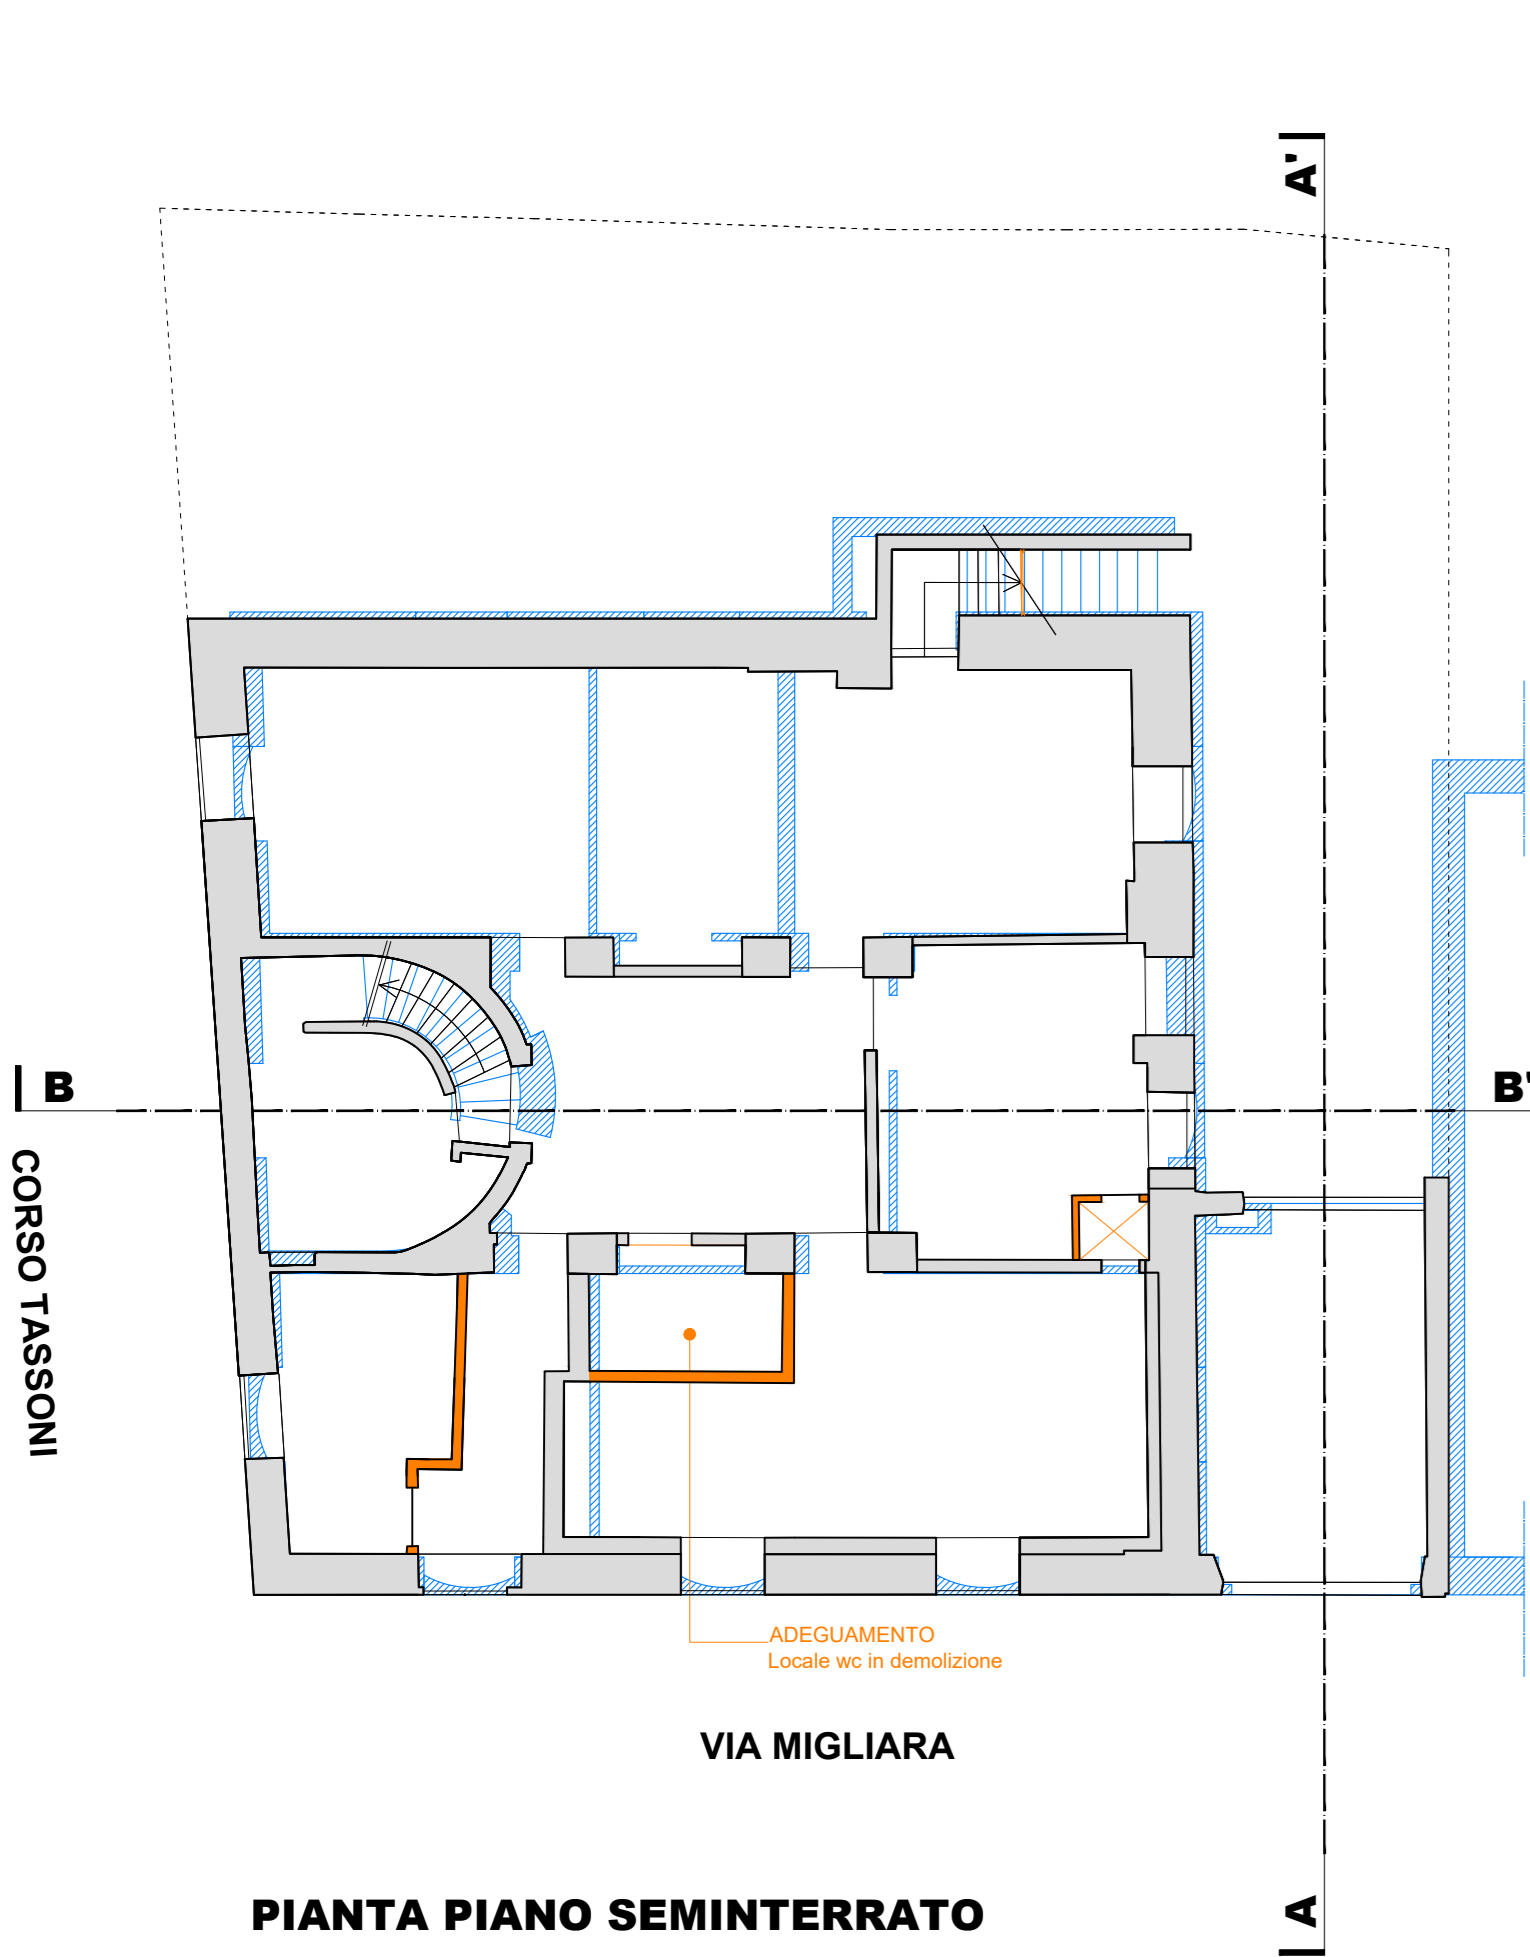 A'
B
B'
CORSO TASSONI
ADEGUAMENTO
Locale wc in demolizione
VIA MIGLIARA
PIANTA PIANO SEMINTERRATO
A